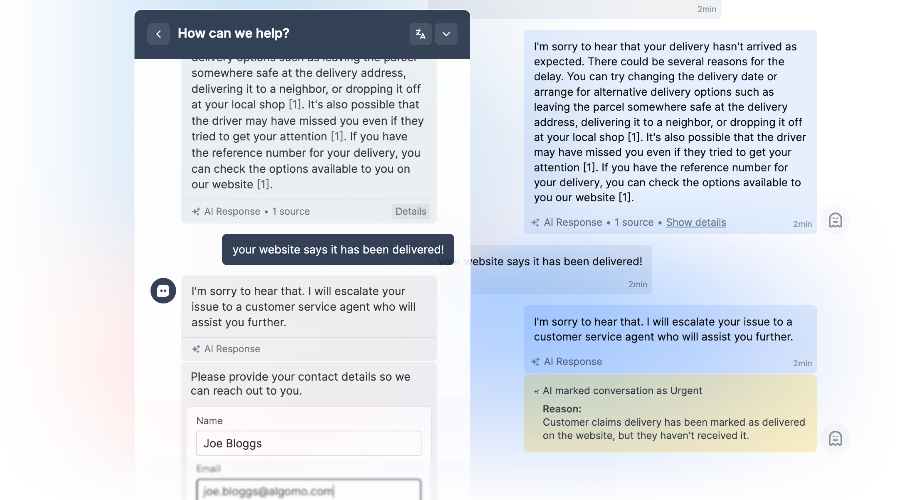 How can we help?
delivery options such as leaving the parcel
somewhere safe at the delivery address,
delivering it to a neighbor, or dropping it off
at your local shop [1]. It's also possible that
the driver may have missed you even if they
tried to get your attention [1]. If you have
the reference number for your delivery, you
can check the options available to you on
our website [1].
AI Response • 1 source
Details
your website says it has been delivered!
I'm sorry to hear that. I will escalate your
issue to a customer service agent who will
assist you further.
AI Response
Please provide your contact details so we
can reach out to you.
Name
Joe Bloggs
Email
joe.bloggs@algomo.com
2min
I'm sorry to hear that your delivery hasn't arrived as
expected. There could be several reasons for the
delay. You can try changing the delivery date or
arrange for alternative delivery options such as
leaving the parcel somewhere safe at the delivery
address, delivering it to a neighbor, or dropping it off
at your local shop [1]. It's also possible that the driver
may have missed you even if they tried to get your
attention [1]. If you have the reference number for
your delivery, you can check the options available to
you our website [1].
AI Response • 1 source • Show details
2min
your website says it has been delivered!
2min
I'm sorry to hear that. I will escalate your issue to a
customer service agent who will assist you further.
AI Response
2min
AI marked conversation as Urgent
Reason:
Customer claims delivery has been marked as delivered
on the website, but they haven't received it.